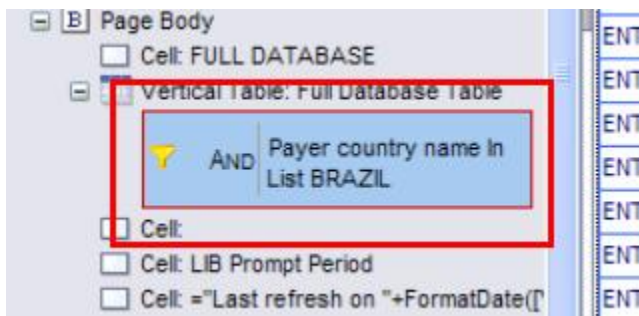 B Page Body
Cell: FULL DATABASE
Vertical Table: Full Database Table
AND Payer country name In
List BRAZIL
Cell:
Cell: LIB Prompt Period
Cell: ="Last refresh on "+FormatDate(['
ENT
ENT
ENT
ENT
ENT
ENT
ENT